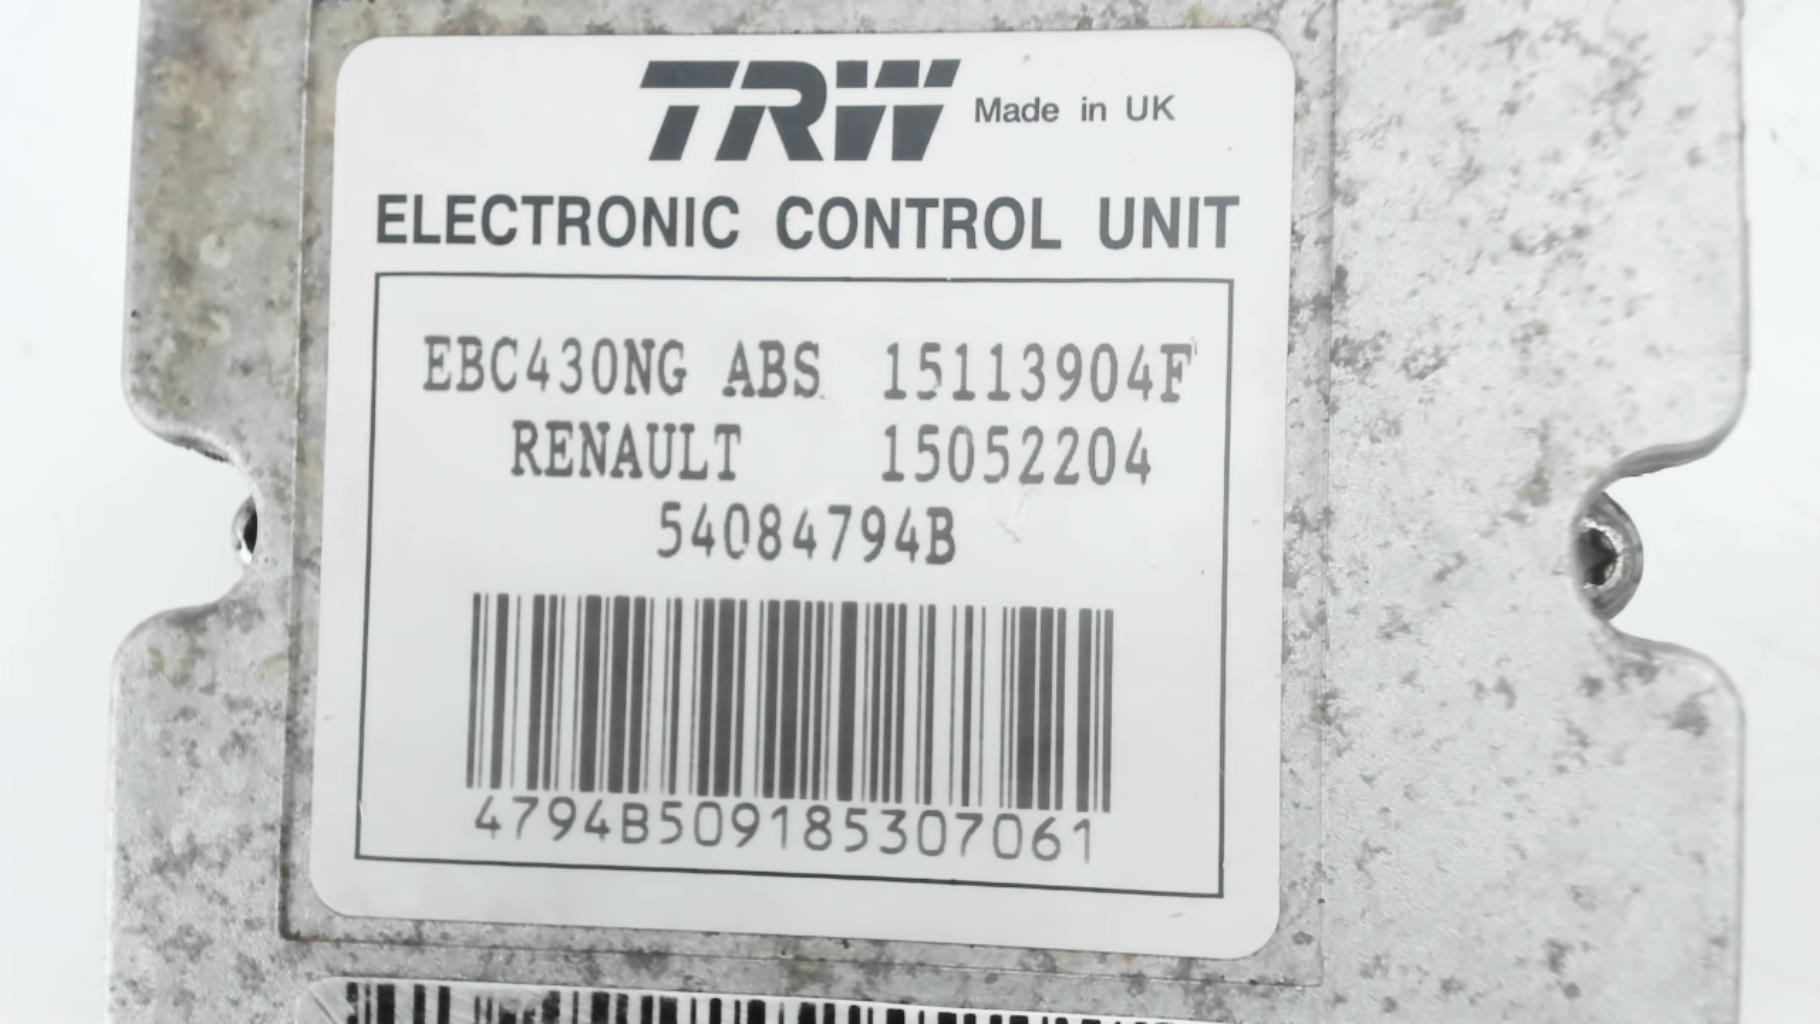 TRW Made in UK
ELECTRONIC CONTROL UNIT
EBC430NG ABS 15113904F
RENAULT 15052204
54084794B
4794B509185307061